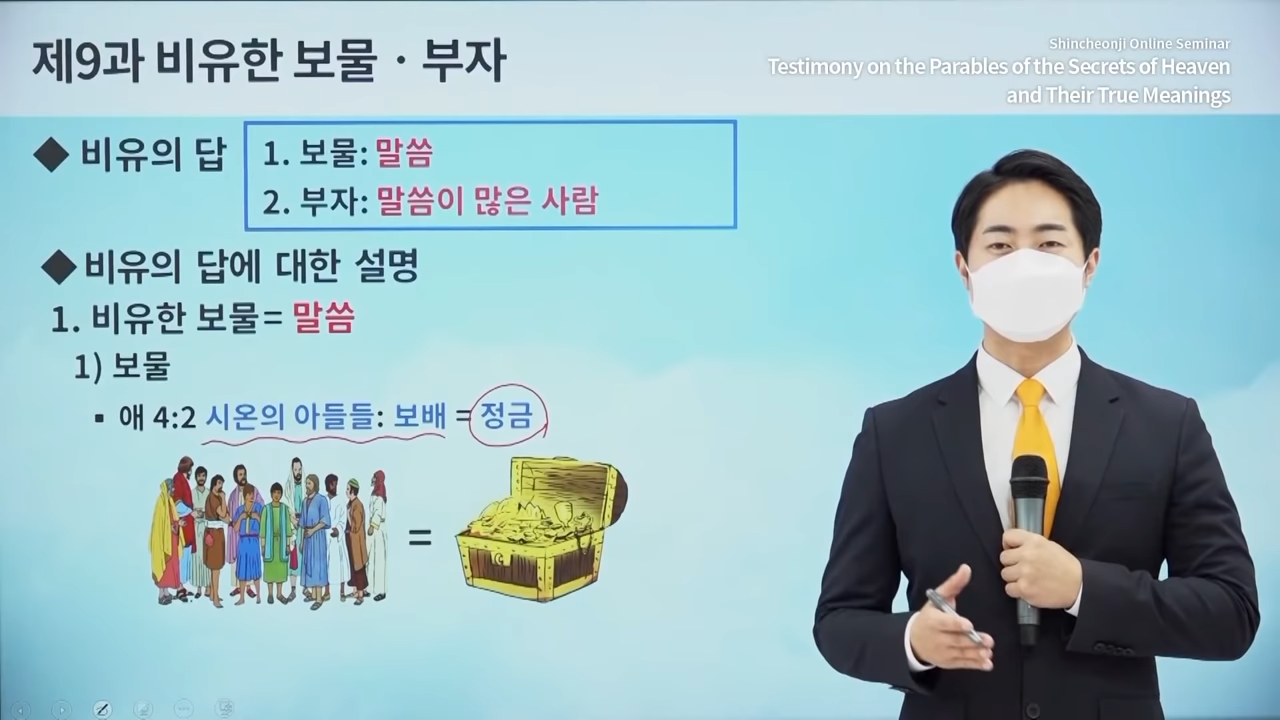 제9과 비유한 보물 · 부자
Shincheonji Online Seminar
Testimony on the Parables of the Secrets of Heaven
and Their True Meanings
◆ 비유의 답
1. 보물: 말씀
2. 부자: 말씀이 많은 사람
◆ 비유의 답에 대한 설명
1. 비유한 보물= 말씀
1) 보물
▪ 애 4:2 시온의 아들들: 보배 = 정금
=